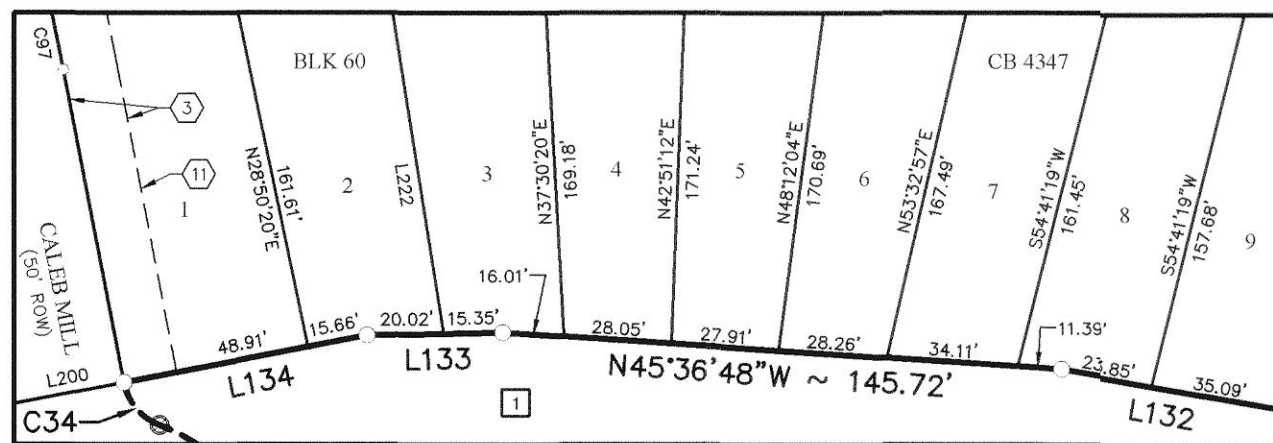 C97
BLK 60
CB 4347
3
11
1
2
3
4
5
6
7
8
9
N28°50'20"E
161.61'
L222
N37°30'20"E
169.18'
N42°51'12"E
171.24'
N48°12'04"E
170.69'
N53°32'57"E
167.49'
S54°41'19"W
161.45'
S54°41'19"W
157.68'
CALEB MILL
(50' ROW)
L200
C34
48.91'
15.66'
20.02'
15.35'
16.01'
28.05'
27.91'
28.26'
34.11'
11.39'
23.85'
35.09'
L134
L133
N45°36'48"W ~ 145.72'
L132
1